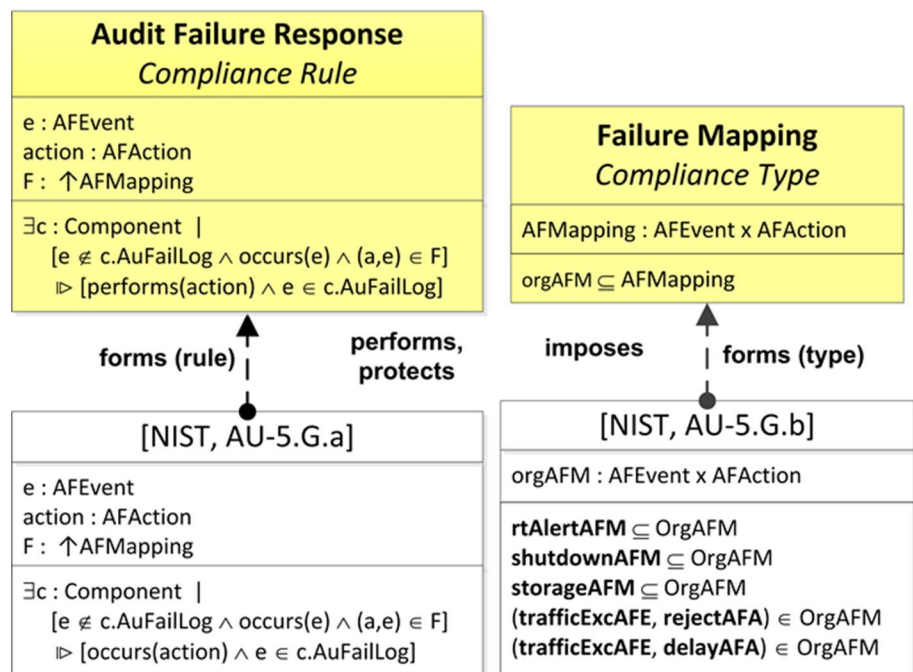 Audit Failure Response
Compliance Rule
e : AFEvent
action : AFAction
F : ↑AFMapping
∃c : Component |
[e ∉ c.AuFailLog ∧ occurs(e) ∧ (a,e) ∈ F]
⧐ [performs(action) ∧ e ∈ c.AuFailLog]
Failure Mapping
Compliance Type
AFMapping : AFEvent x AFAction
orgAFM ⊆ AFMapping
forms (rule)
performs,
protects
imposes
forms (type)
[NIST, AU-5.G.a]
e : AFEvent
action : AFAction
F : ↑AFMapping
∃c : Component |
[e ∉ c.AuFailLog ∧ occurs(e) ∧ (a,e) ∈ F]
⧐ [occurs(action) ∧ e ∈ c.AuFailLog]
[NIST, AU-5.G.b]
orgAFM : AFEvent x AFAction
rtAlertAFM ⊆ OrgAFM
shutdownAFM ⊆ OrgAFM
storageAFM ⊆ OrgAFM
(trafficExcAFE, rejectAFA) ∈ OrgAFM
(trafficExcAFE, delayAFA) ∈ OrgAFM